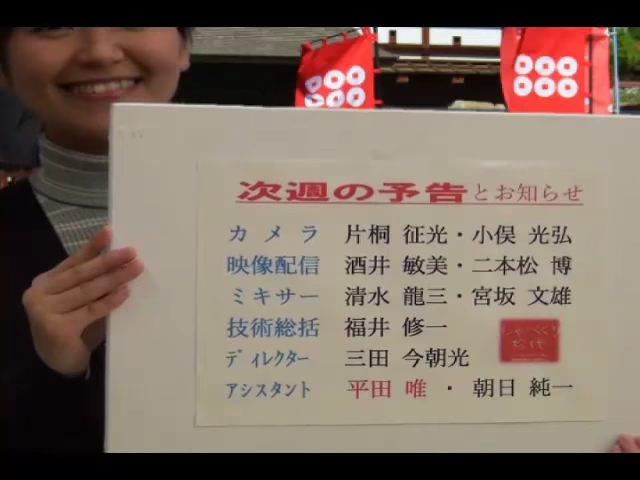 次週の予告とお知らせ
カメラ 片桐 征光・小俣 光弘
映像配信 酒井 敏美・二本松 博
ミキサー 清水 龍三・宮坂 文雄
技術総括 福井 修一
ディレクター 三田 今朝光
アシスタント 平田 唯 ・ 朝日 純一